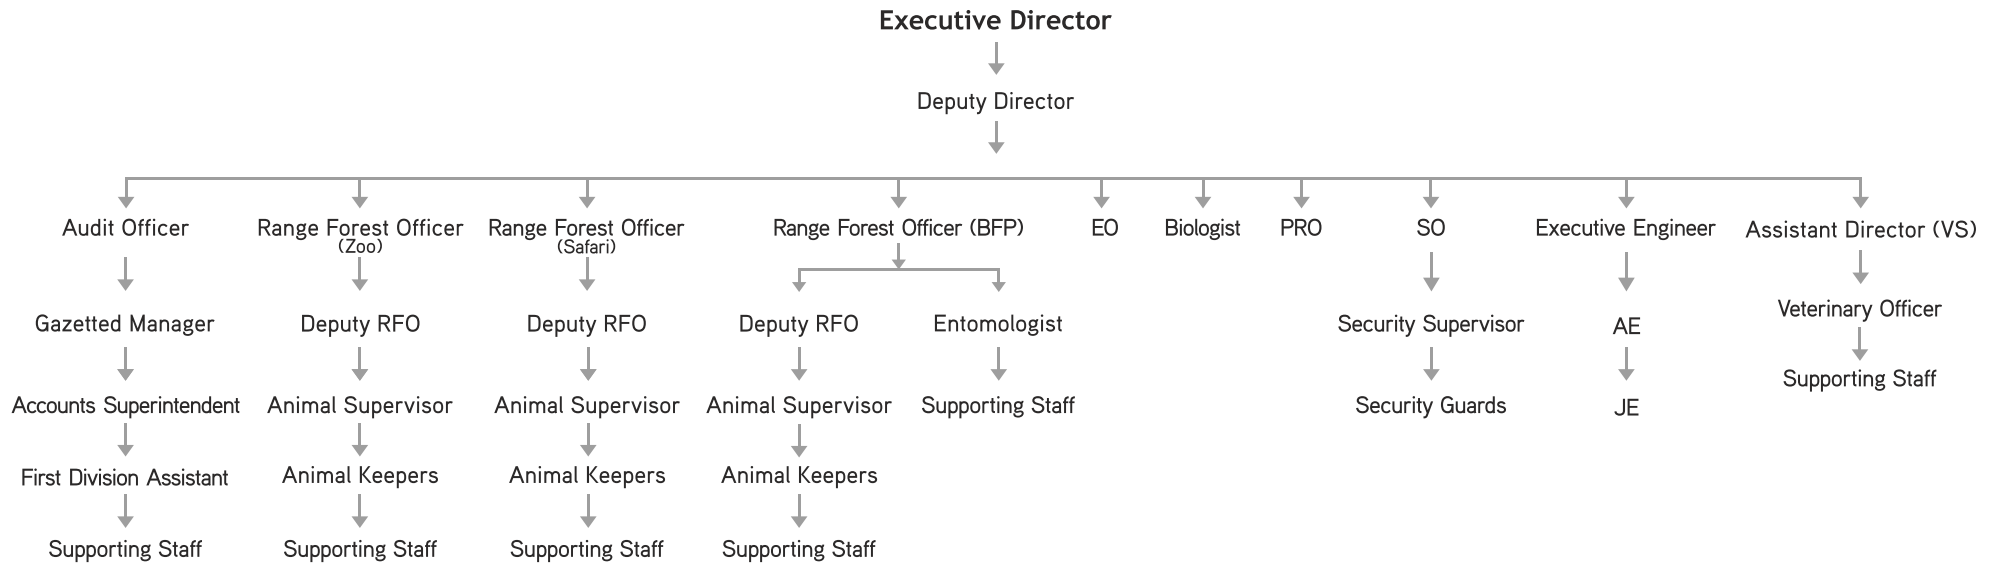 Executive Director
Deputy Director
Audit Officer
Range Forest Officer
(Zoo)
Range Forest Officer
(Safari)
Range Forest Officer (BFP)
EO
Biologist
PRO
SO
Executive Engineer
Assistant Director (VS)
Gazetted Manager
Deputy RFO
Deputy RFO
Deputy RFO
Entomologist
Security Supervisor
AE
Veterinary Officer
Accounts Superintendent
Animal Supervisor
Animal Supervisor
Animal Supervisor
Supporting Staff
Security Guards
JE
Supporting Staff
First Division Assistant
Animal Keepers
Animal Keepers
Animal Keepers
Supporting Staff
Supporting Staff
Supporting Staff
Supporting Staff